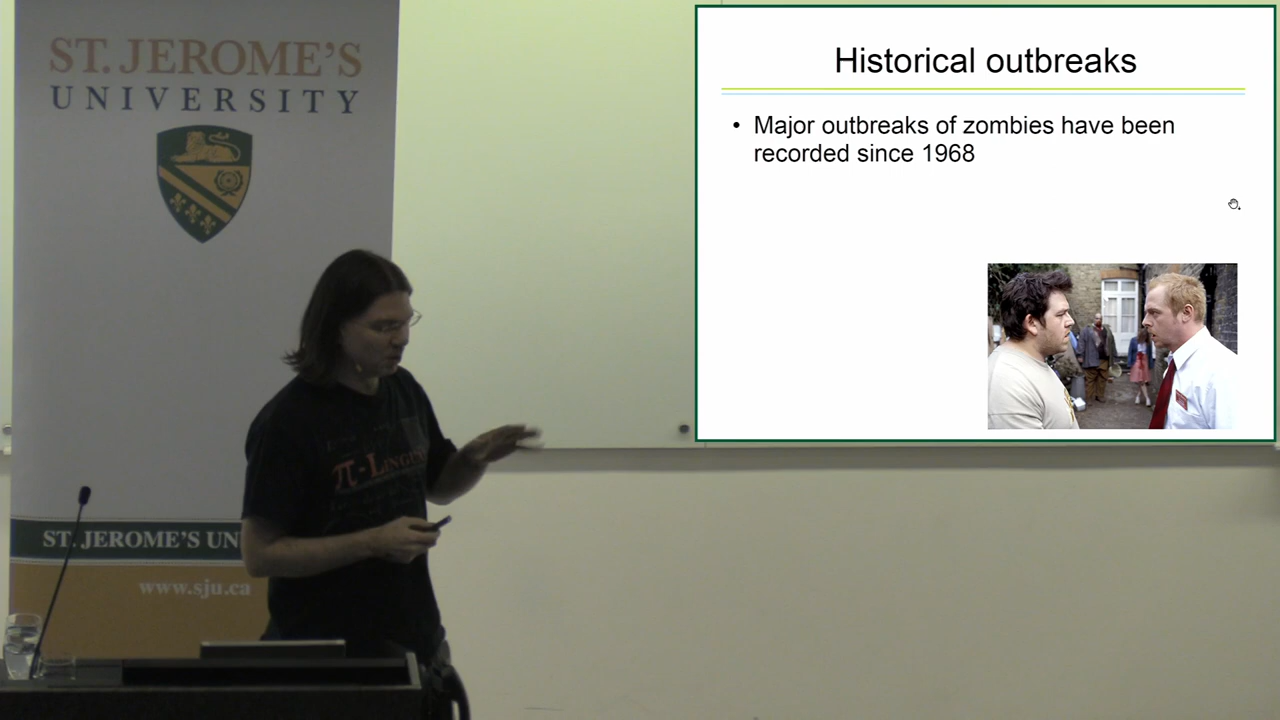 ST. JEROME'S
UNIVERSITY
Historical outbreaks
• Major outbreaks of zombies have been
recorded since 1968
π-LINGE
ST. JEROME'S UN
www.sju.ca